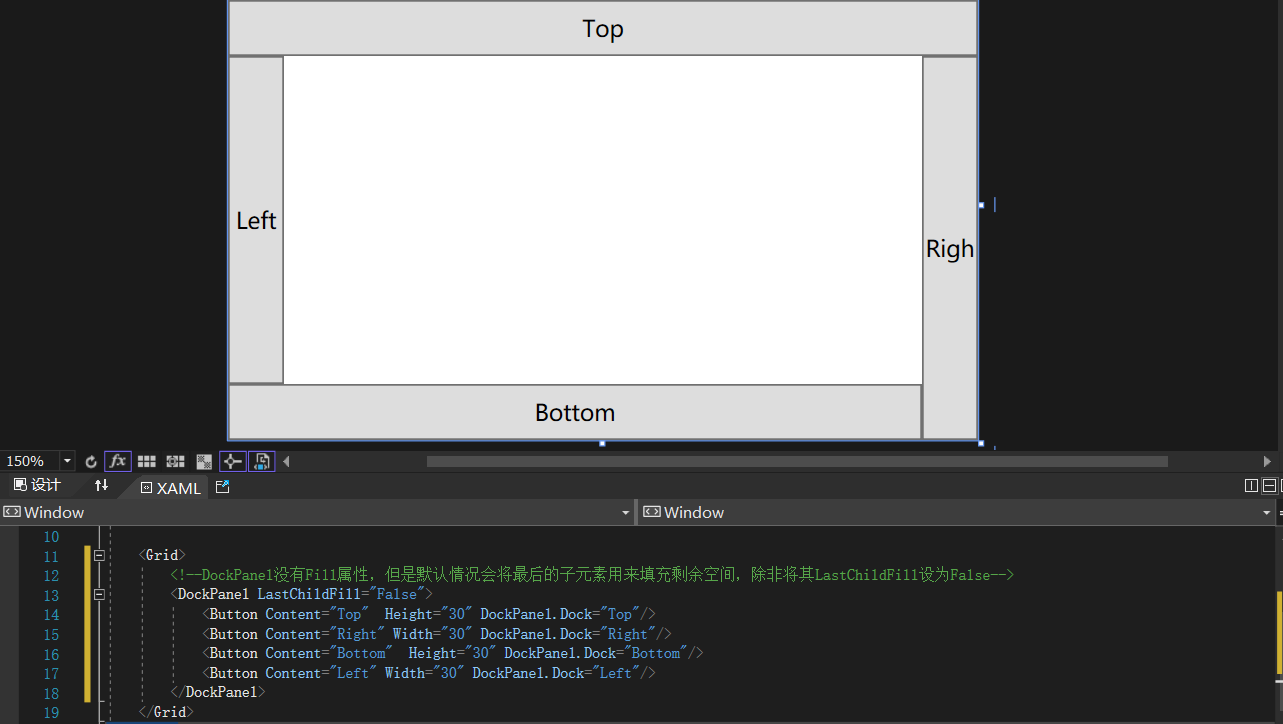 Top
Left
Righ
Bottom
150%
fx
设计
XAML
Window
Window
10
11 <Grid>
12 <!--DockPanel没有Fill属性，但是默认情况会将最后的子元素用来填充剩余空间，除非将其LastChildFill设为False-->
13 <DockPanel LastChildFill="False">
14 <Button Content="Top"  Height="30" DockPanel.Dock="Top"/>
15 <Button Content="Right" Width="30" DockPanel.Dock="Right"/>
16 <Button Content="Bottom"  Height="30" DockPanel.Dock="Bottom"/>
17 <Button Content="Left" Width="30" DockPanel.Dock="Left"/>
18 </DockPanel>
19 </Grid>